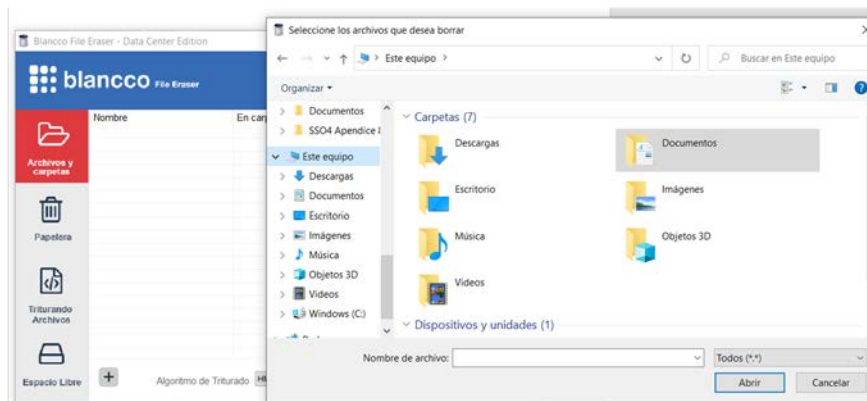 Blancco File Eraser - Data Center Edition
blancco File Eraser
Archivos y
carpetas
Papelera
Triturando
Archivos
Espacio Libre
Nombre
En
Algoritmo de Triturado
Seleccione los archivos que desea borrar
Este equipo
Buscar en Este equipo
Organizar
Documentos
SSO4 Apendice
Este equipo
Descargas
Documentos
Escritorio
Imágenes
Música
Objetos 3D
Videos
Windows (C:)
Carpetas (7)
Descargas
Documentos
Escritorio
Imágenes
Música
Objetos 3D
Videos
Dispositivos y unidades (1)
Nombre de archivo:
Todos (*.*)
Abrir
Cancelar